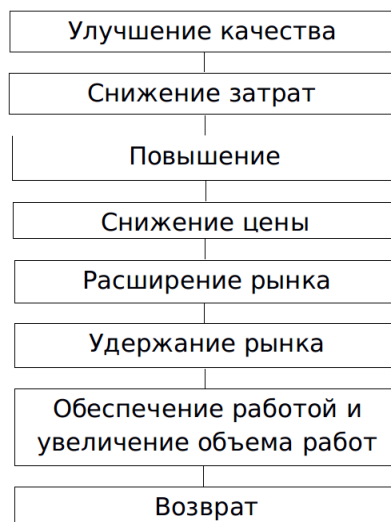 Улучшение качества
Снижение затрат
Повышение
Снижение цены
Расширение рынка
Удержание рынка
Обеспечение работой и
увеличение объема работ
Возврат